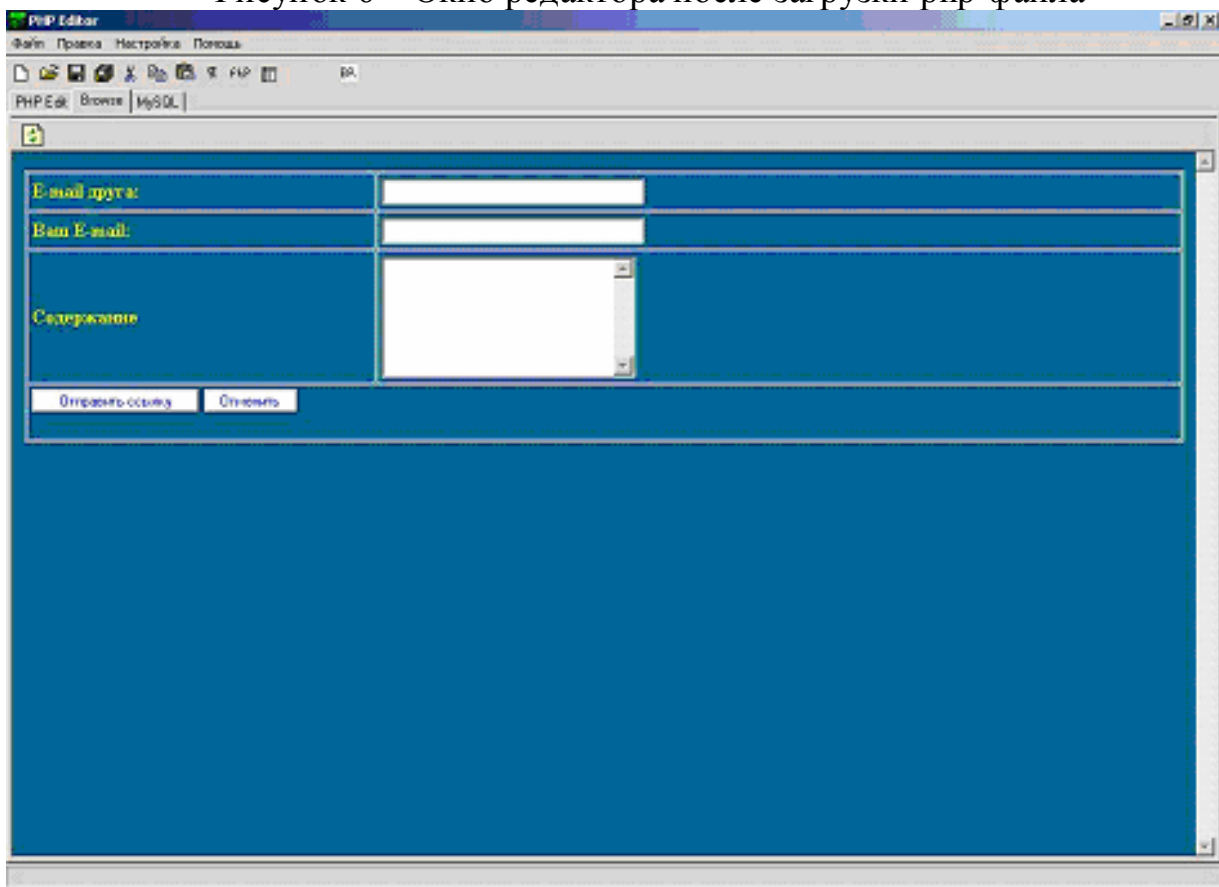 Рисунок 6 – Окно редактора после загрузки php-файла
PHP Editor
Файл Правка Настройка Помощь
PHP Edit Browse MySQL
E-mail друга:
Ваш E-mail:
Содержание
Отправить ссылку Отменить